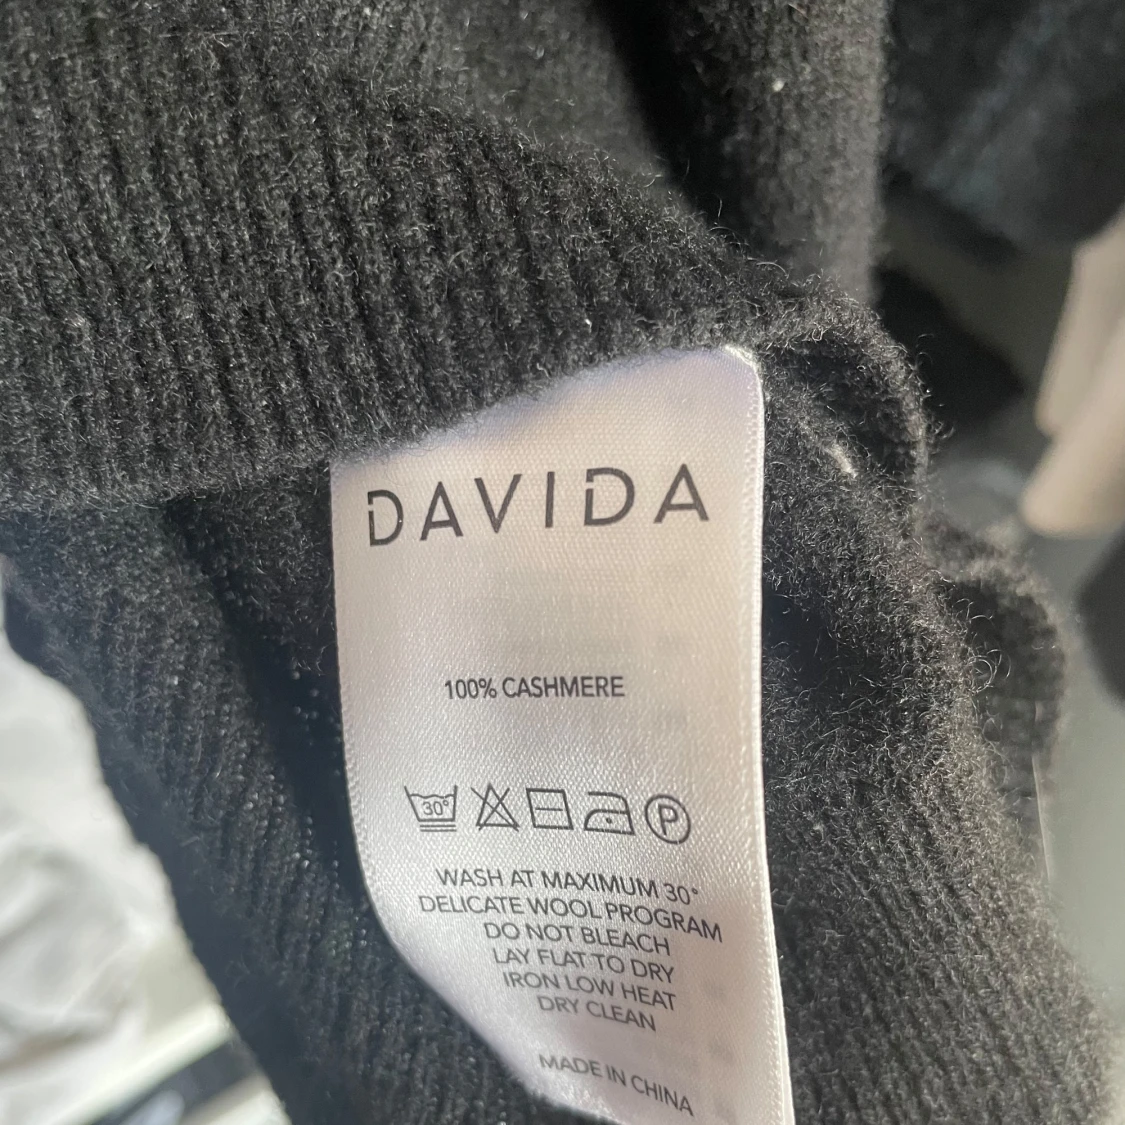 DAVIDA
100% CASHMERE
30° P
WASH AT MAXIMUM 30°
DELICATE WOOL PROGRAM
DO NOT BLEACH
LAY FLAT TO DRY
IRON LOW HEAT
DRY CLEAN
MADE IN CHINA